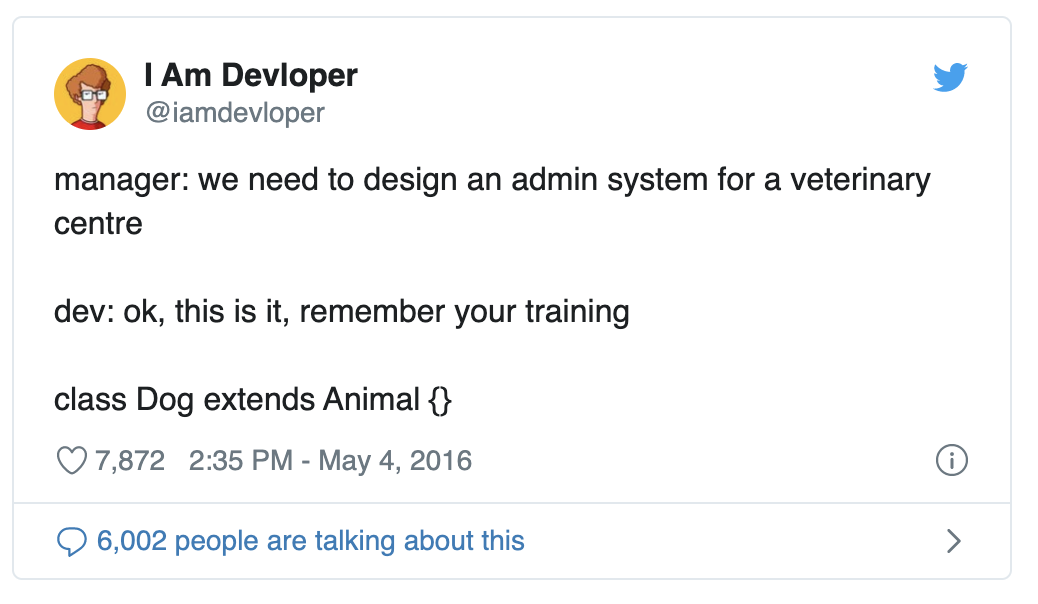 I Am Devloper
@iamdevloper
manager: we need to design an admin system for a veterinary
centre
dev: ok, this is it, remember your training
class Dog extends Animal {}
7,872 2:35 PM - May 4, 2016
6,002 people are talking about this